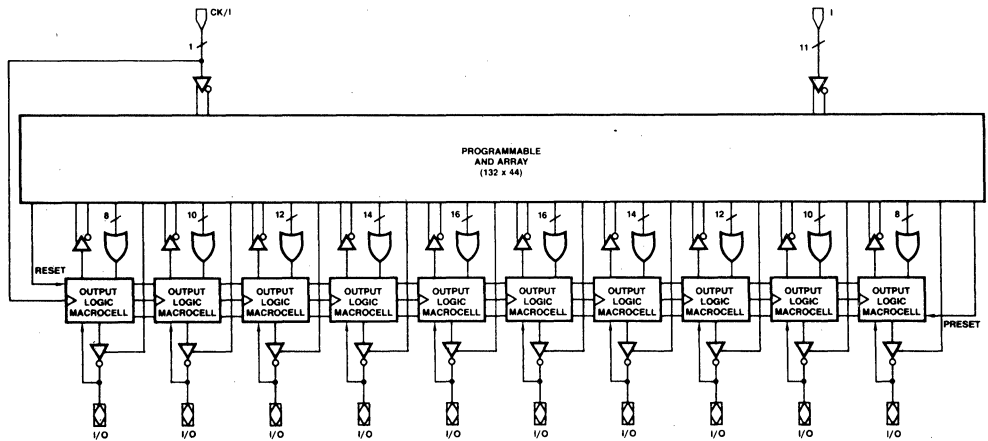 CK/I
I
1
11
PROGRAMMABLE
AND ARRAY
(132 x 44)
8
10
12
14
16
16
14
12
10
8
RESET
OUTPUT
LOGIC
MACROCELL
OUTPUT
LOGIC
MACROCELL
OUTPUT
LOGIC
MACROCELL
OUTPUT
LOGIC
MACROCELL
OUTPUT
LOGIC
MACROCELL
OUTPUT
LOGIC
MACROCELL
OUTPUT
LOGIC
MACROCELL
OUTPUT
LOGIC
MACROCELL
OUTPUT
LOGIC
MACROCELL
OUTPUT
LOGIC
MACROCELL
PRESET
I/O
I/O
I/O
I/O
I/O
I/O
I/O
I/O
I/O
I/O